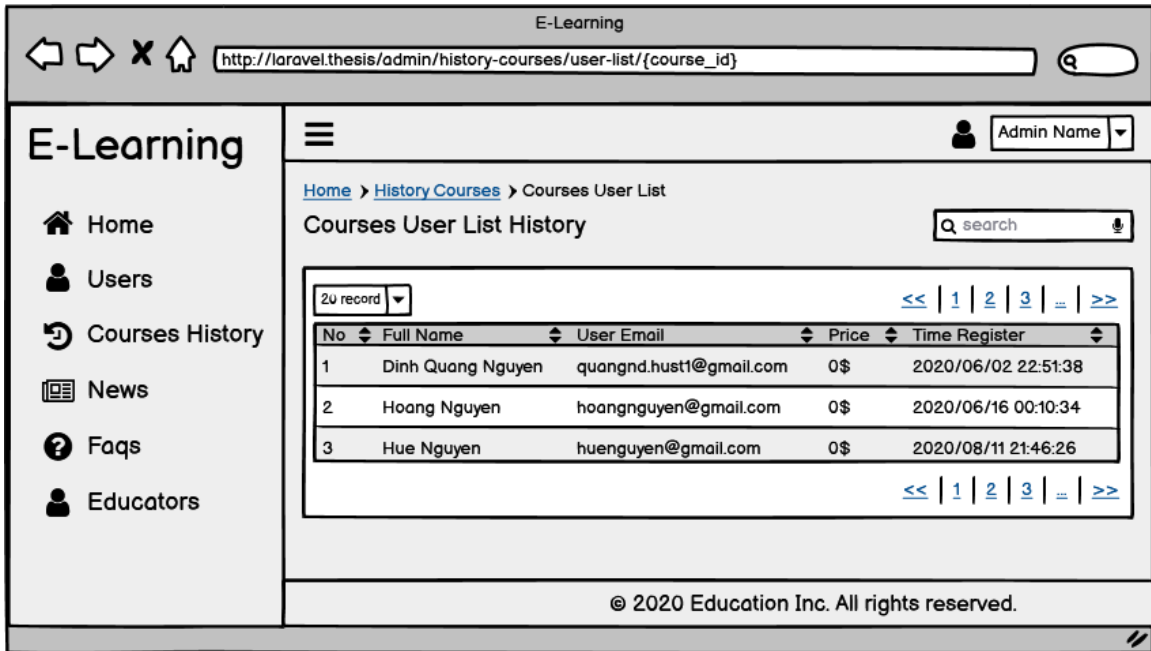 E-Learning
http://laravel.thesis/admin/history-courses/user-list/{course_id}
E-Learning
Home
Users
Courses History
News
Faqs
Educators
Admin Name
Home > History Courses > Courses User List
Courses User List History
search
20 record
<< | 1 | 2 | 3 | ... | >>
No Full Name User Email Price Time Register
1 Dinh Quang Nguyen quangnd.hust1@gmail.com 0$ 2020/06/02 22:51:38
2 Hoang Nguyen hoangnguyen@gmail.com 0$ 2020/06/16 00:10:34
3 Hue Nguyen huenguyen@gmail.com 0$ 2020/08/11 21:46:26
<< | 1 | 2 | 3 | ... | >>
© 2020 Education Inc. All rights reserved.